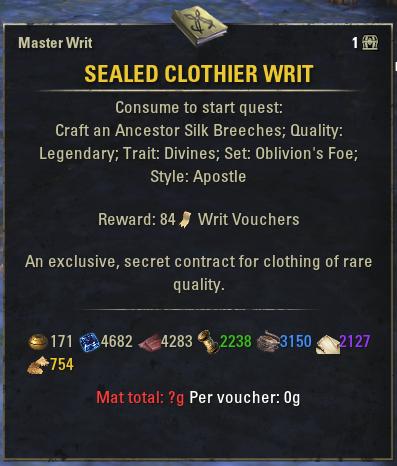 Master Writ 1
SEALED CLOTHIER WRIT
Consume to start quest:
Craft an Ancestor Silk Breeches; Quality:
Legendary; Trait: Divines; Set: Oblivion's Foe;
Style: Apostle
Reward: 84 Writ Vouchers
An exclusive, secret contract for clothing of rare
quality.
171 4682 4283 2238 3150 2127
754
Mat total: ?g Per voucher: 0g